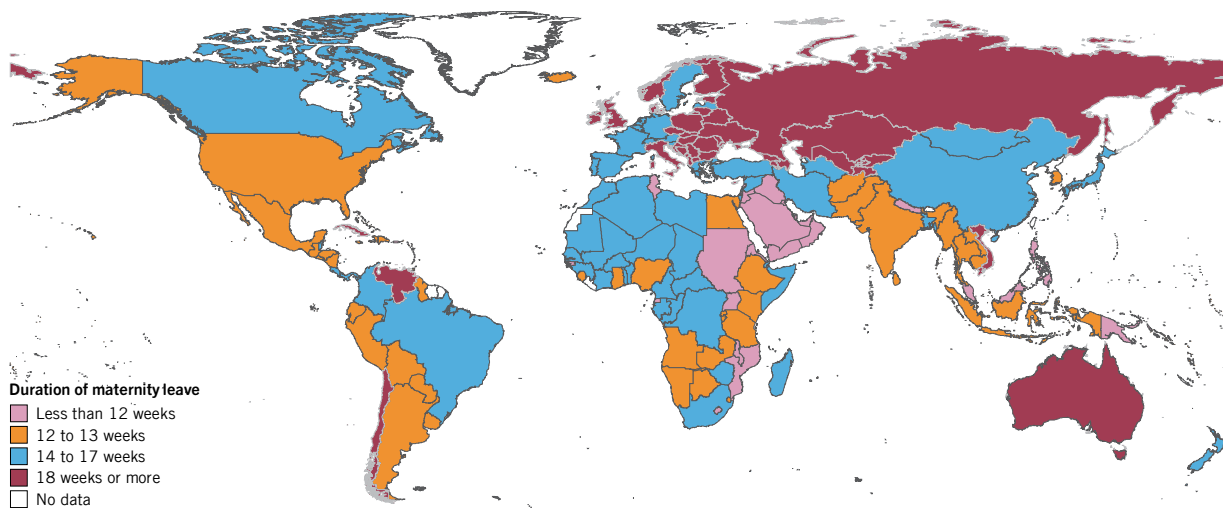 Duration of maternity leave
Less than 12 weeks
12 to 13 weeks
14 to 17 weeks
18 weeks or more
No data